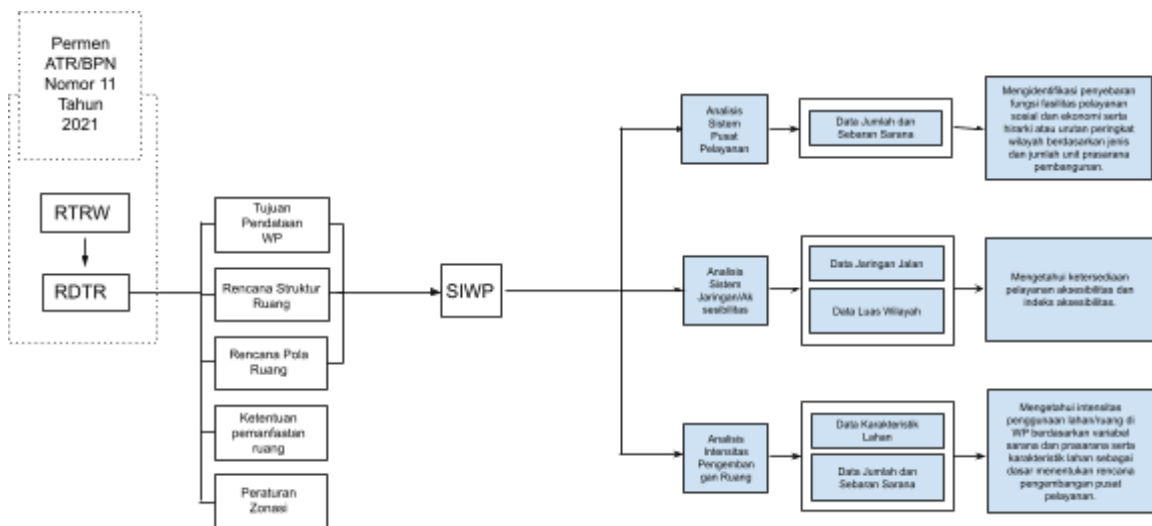 Permen
ATR/BPN
Nomor 11
Tahun
2021
RTRW
RDTR
Tujuan
Pendataan
WP
Rencana Struktur
Ruang
Rencana Pola
Ruang
Ketentuan
pemanfaatan
ruang
Peraturan
Zonasi
SIWP
Analisis
Sistem
Pusat
Pelayanan
Data Jumlah dan
Sebaran Sarana
Mengidentifikasi penyebaran
fungsi fasilitas pelayanan
sosial dan ekonomi serta
hirarki atau urutan peringkat
wilayah berdasarkan jenis
dan jumlah unit prasarana
pembangunan.
Analisis
Sistem
Jaringan/Ak
sesibilitas
Data Jaringan Jalan
Data Luas Wilayah
Mengetahui ketersediaan
pelayanan aksesibilitas dan
indeks aksesibilitas.
Analisis
Intensitas
Pengemban
gan Ruang
Data Karakteristik
Lahan
Data Jumlah dan
Sebaran Sarana
Mengetahui intensitas
penggunaan lahan/ruang di
WP berdasarkan variabel
sarana dan prasarana serta
karakteristik lahan sebagai
dasar menentukan rencana
pengembangan pusat
pelayanan.